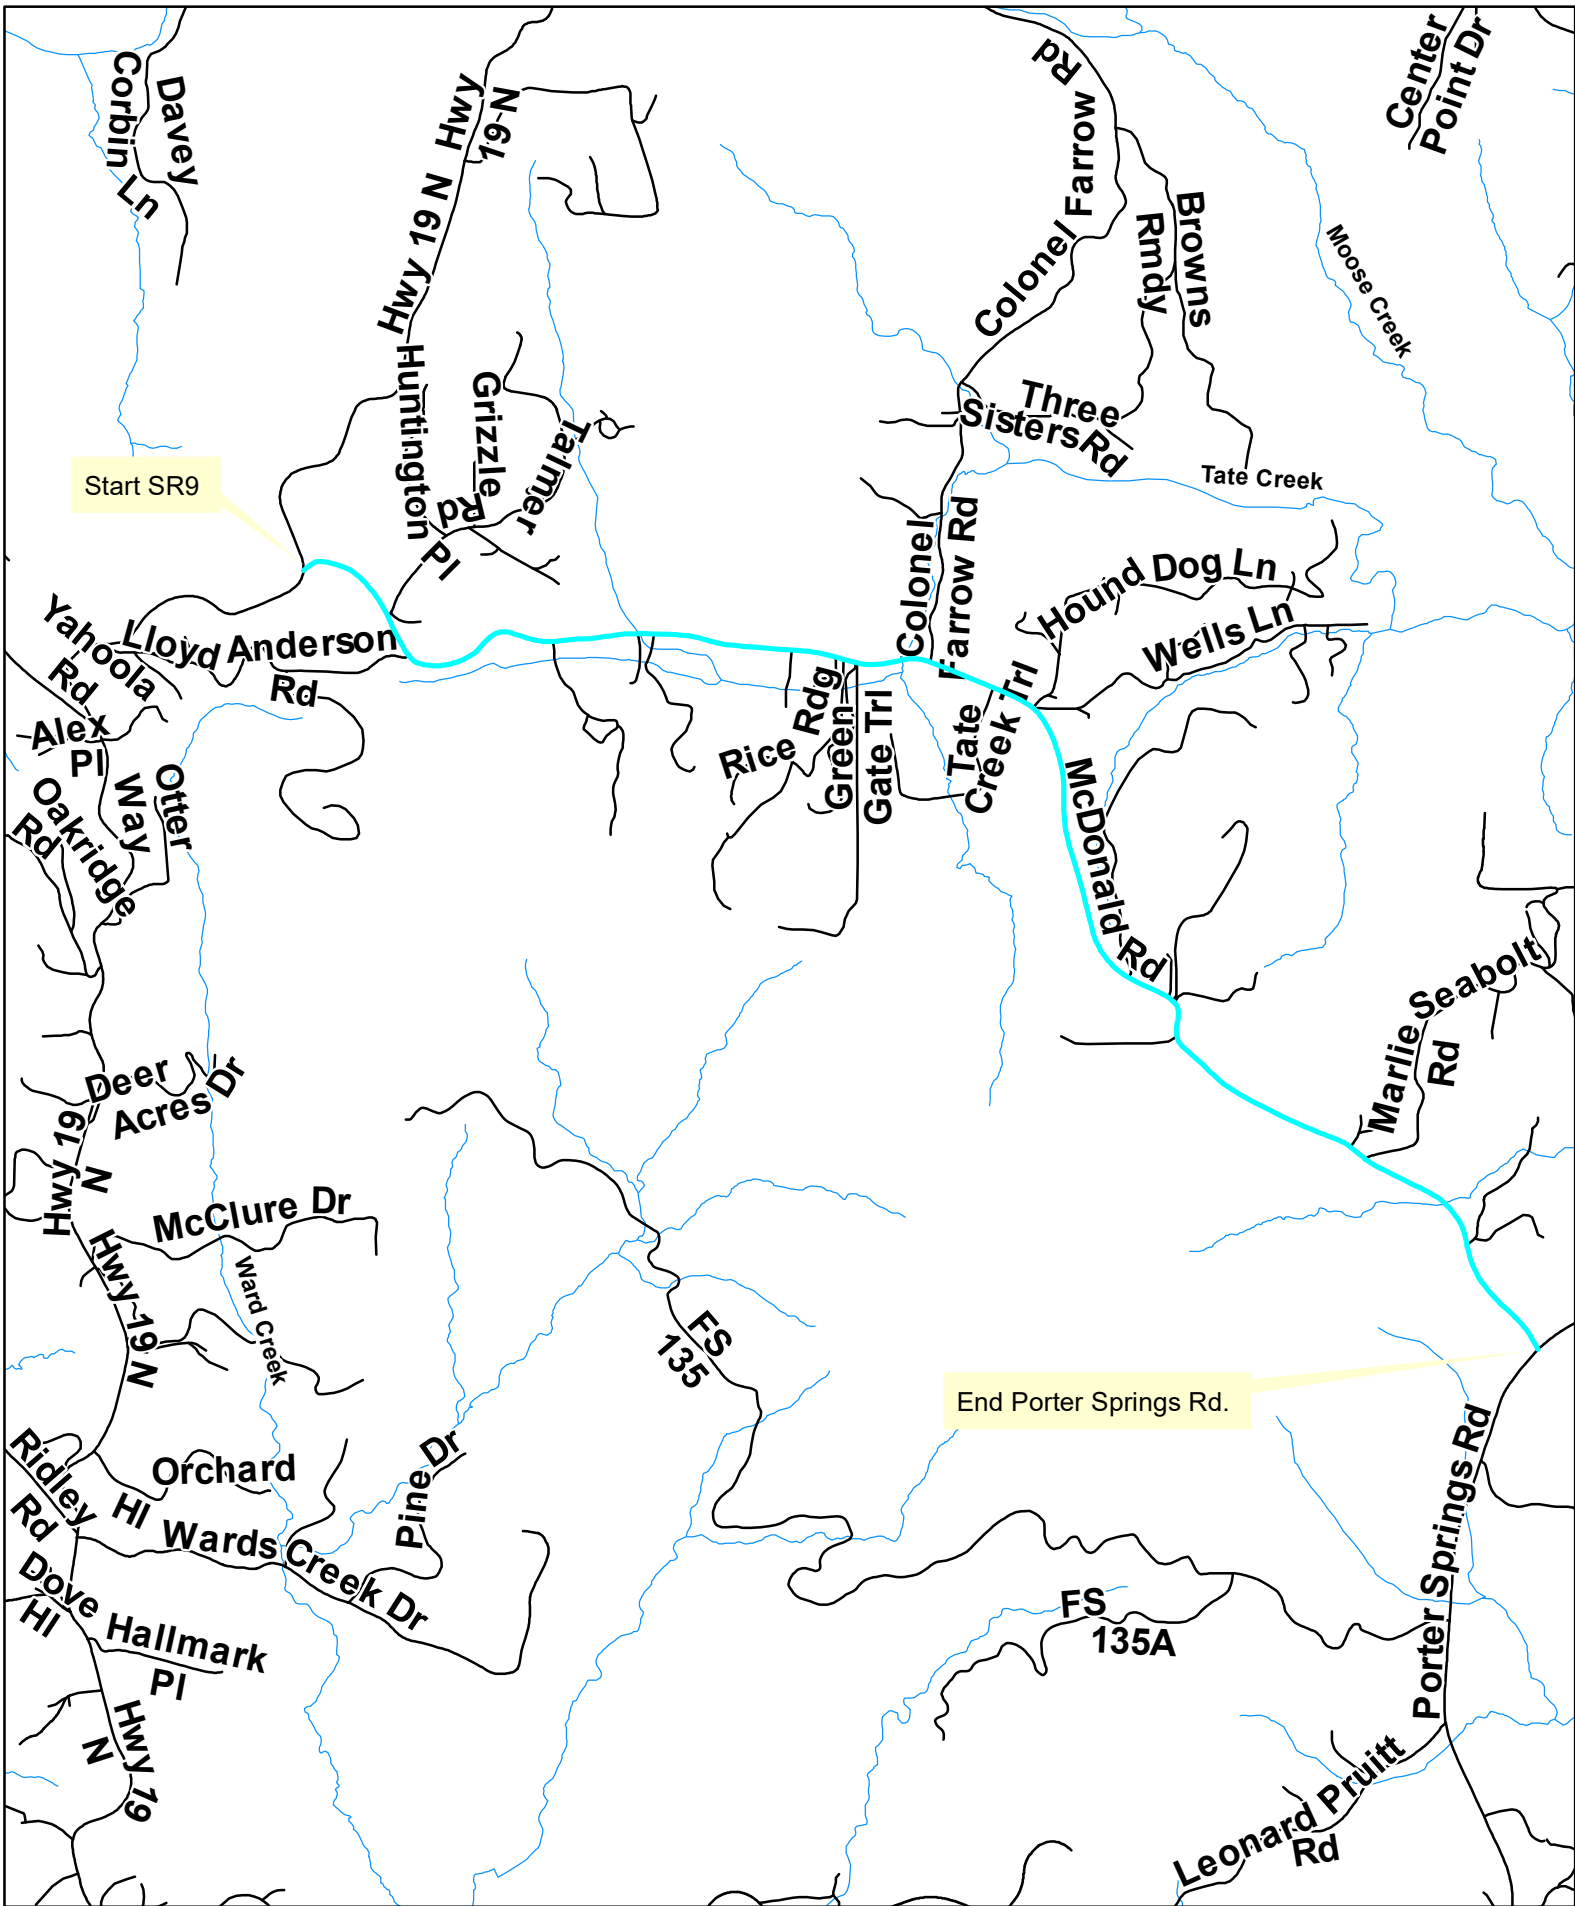 Center
Point Dr
Corbin
Davey
Ln
Hwy
19 N
Hwy 19 N
Rd
Farrow
Colonel
Browns
Rmdy
Moose Creek
Huntington
Pl
Grizzle
Rd
Talmer
Three
Sisters Rd
Tate Creek
Start SR9
Colonel
Farrow Rd
Hound Dog Ln
Wells Ln
Yahoola
Rd
Lloyd Anderson
Rd
Alex
Pl
Rice Rdg
Green
Gate Trl
Tate
Creek Trl
McDonald Rd
Otter
Way
Oakridge
Rd
Marlie Seabolt
Rd
Deer
Acres Dr
Hwy 19
N
McClure Dr
Hwy 19 N
Ward Creek
FS
135
End Porter Springs Rd.
Porter Springs Rd
Ridley
Rd
Orchard
Hl
Pine Dr
Wards Creek Dr
Dove
Hl
Hallmark
Pl
FS
135A
Hwy 19
N
Leonard Pruitt
Rd